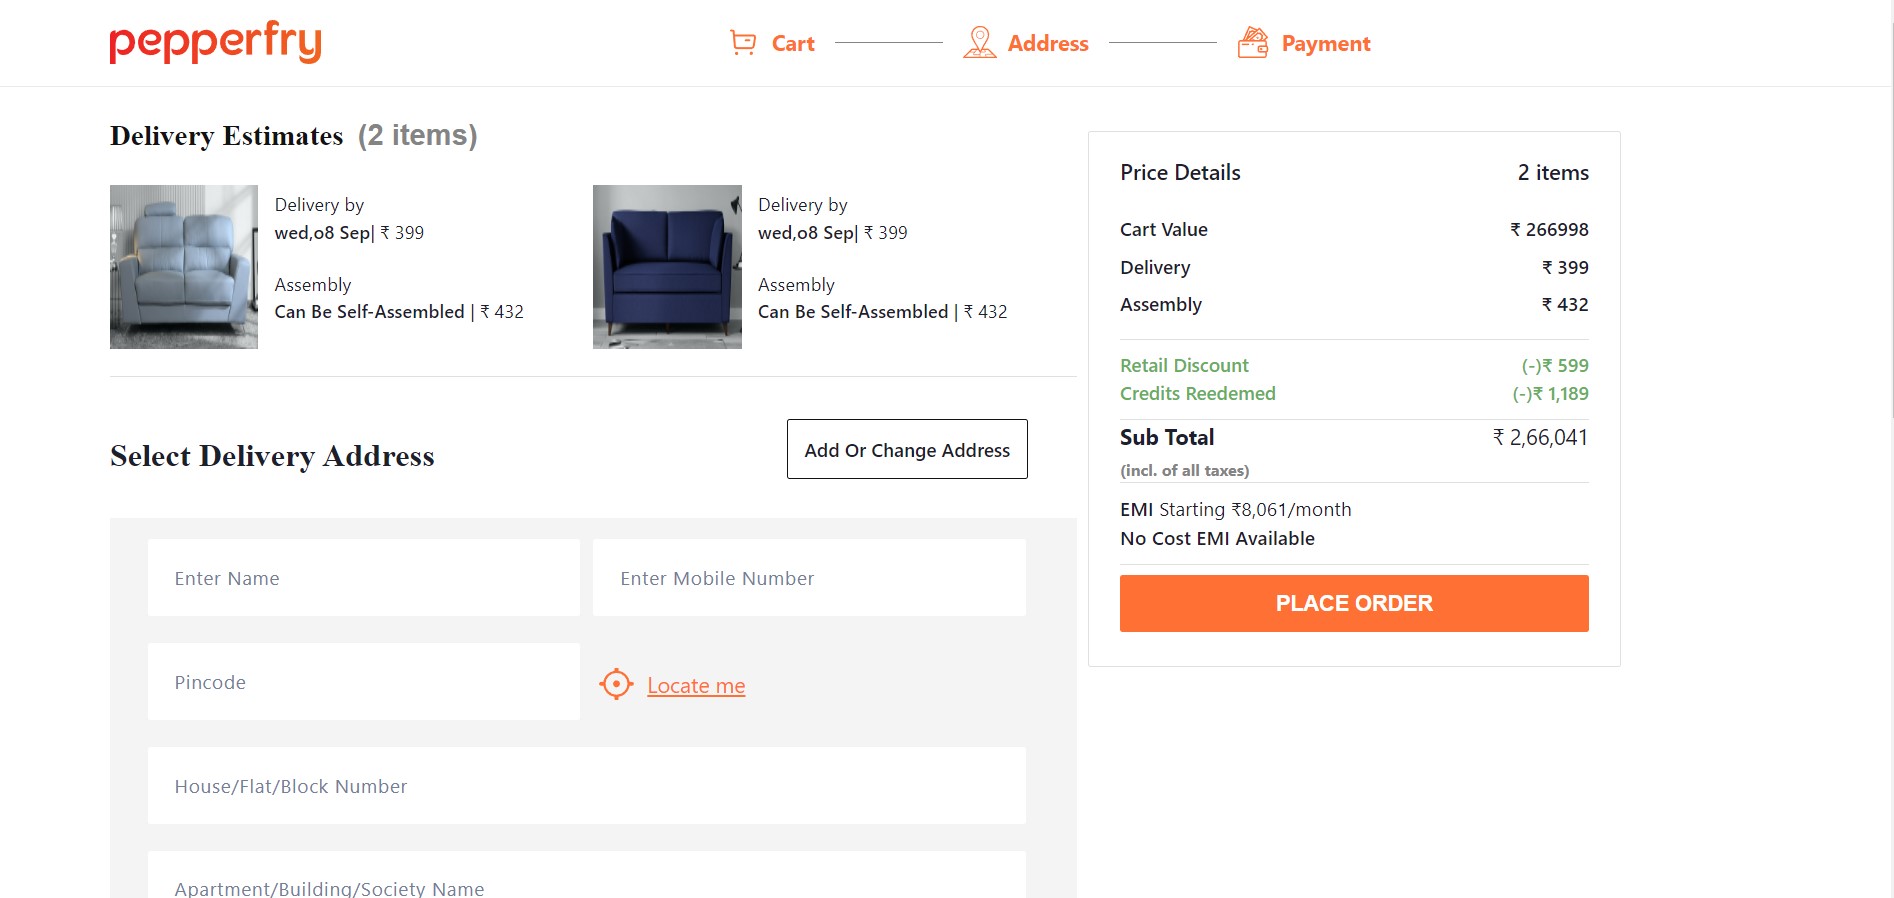 pepperfry
Cart
Address
Payment
Delivery Estimates (2 items)
Delivery by
wed,o8 Sep| ₹ 399
Assembly
Can Be Self-Assembled | ₹ 432
Delivery by
wed,o8 Sep| ₹ 399
Assembly
Can Be Self-Assembled | ₹ 432
Select Delivery Address
Add Or Change Address
Enter Name
Enter Mobile Number
Pincode
Locate me
House/Flat/Block Number
Apartment/Building/Society Name
Price Details 2 items
Cart Value ₹ 266998
Delivery ₹ 399
Assembly ₹ 432
Retail Discount (-)₹ 599
Credits Reedemed (-)₹ 1,189
Sub Total ₹ 2,66,041
(incl. of all taxes)
EMI Starting ₹8,061/month
No Cost EMI Available
PLACE ORDER